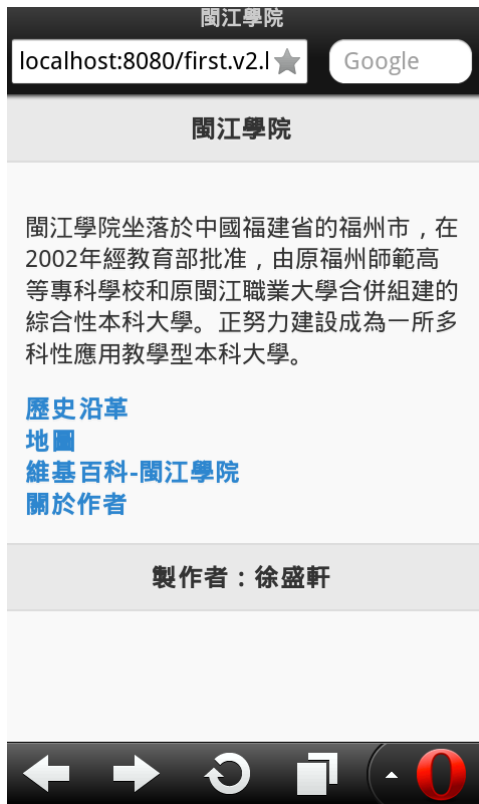 閩江學院
localhost:8080/first.v2.l
Google
閩江學院
閩江學院坐落於中國福建省的福州市，在
2002年經教育部批准，由原福州師範高
等專科學校和原閩江職業大學合併組建的
綜合性本科大學。正努力建設成為一所多
科性應用教學型本科大學。
歷史沿革
地圖
維基百科-閩江學院
關於作者
製作者：徐盛軒